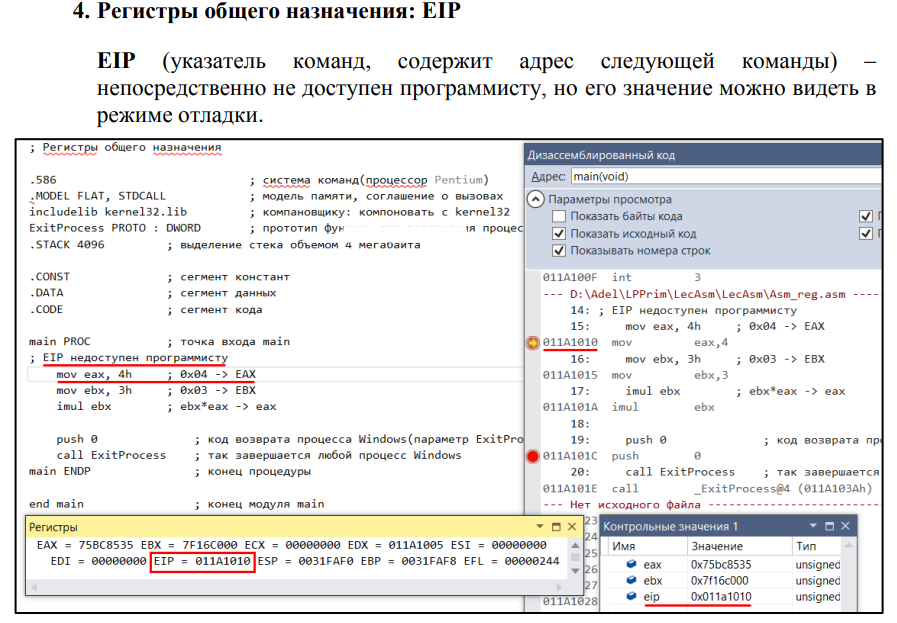 4. Регистры общего назначения: EIP
EIP (указатель команд, содержит адрес следующей команды) –
непосредственно не доступен программисту, но его значение можно видеть в
режиме отладки.
; Регистры общего назначения
.586 ; система команд(процессор Pentium)
.MODEL FLAT, STDCALL ; модель памяти, соглашение о вызовах
includelib kernel32.lib ; компановщику: компоновать с kernel32
ExitProcess PROTO : DWORD ; прототип
.STACK 4096 ; выделение стека объемом 4 мегабайта
.CONST ; сегмент констант
.DATA ; сегмент данных
.CODE ; сегмент кода
main PROC ; точка входа main
; EIP недоступен программисту
mov eax, 4h ; 0x04 -> EAX
mov ebx, 3h ; 0x03 -> EBX
imul ebx ; ebx*eax -> eax
push 0 ; код возврата процесса Windows(параметр ExitPro
call ExitProcess ; так завершается любой процесс Windows
main ENDP ; конец процедуры
end main ; конец модуля main
Дизассемблированный код
Адрес: main(void)
Параметры просмотра
Показать байты кода
Показать исходный код
Показывать номера строк
011A100F int 3
--- D:\Adel\LPPrim\LecAsm\LecAsm\Asm_reg.asm -----
14: ; EIP недоступен программисту
15: mov eax, 4h ; 0x04 -> EAX
011A1010 mov eax,4
16: mov ebx, 3h ; 0x03 -> EBX
011A1015 mov ebx,3
17: imul ebx ; ebx*eax -> eax
011A101A imul ebx
18:
19: push 0 ; код возврата
011A101C push 0
20: call ExitProcess ; так завершается
011A101E call _ExitProcess@4 (011A103Ah)
--- Нет исходного файла -----
Регистры
EAX = 75BC8535 EBX = 7F16C000 ECX = 00000000 EDX = 011A1005 ESI = 00000000
EDI = 00000000 EIP = 011A1010 ESP = 0031FAF0 EBP = 0031FAF8 EFL = 00000244
Контрольные значения 1
Имя Значение Тип
eax 0x75bc8535 unsigned
ebx 0x7f16c000 unsigned
eip 0x011a1010 unsigned
011A1028